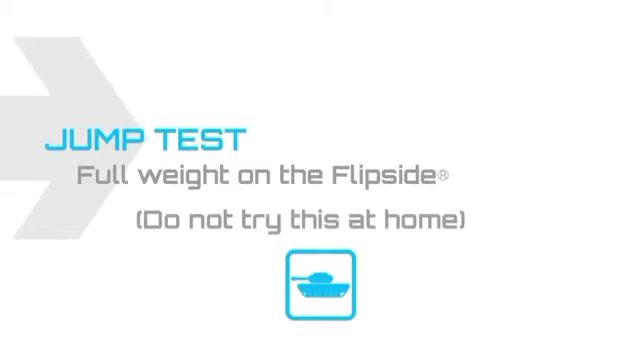 JUMP TEST
Full weight on the Flipside®
(Do not try this at home)